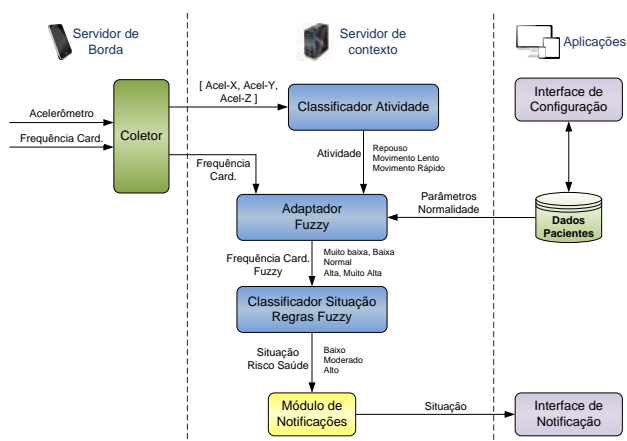 Servidor de
Borda
Servidor de
contexto
Aplicações
[ Acel-X, Acel-Y,
Acel-Z ]
Classificador Atividade
Interface de
Configuração
Acelerômetro
Frequência Card.
Coletor
Atividade
Repouso
Movimento Lento
Movimento Rápido
Frequência
Card.
Adaptador
Fuzzy
Parâmetros
Normalidade
Dados
Pacientes
Frequência Card.
Fuzzy
Muito baixa, Baixa
Normal
Alta, Muito Alta
Classificador Situação
Regras Fuzzy
Situação
Risco Saúde
Baixo
Moderado
Alto
Módulo de
Notificações
Situação
Interface de
Notificação